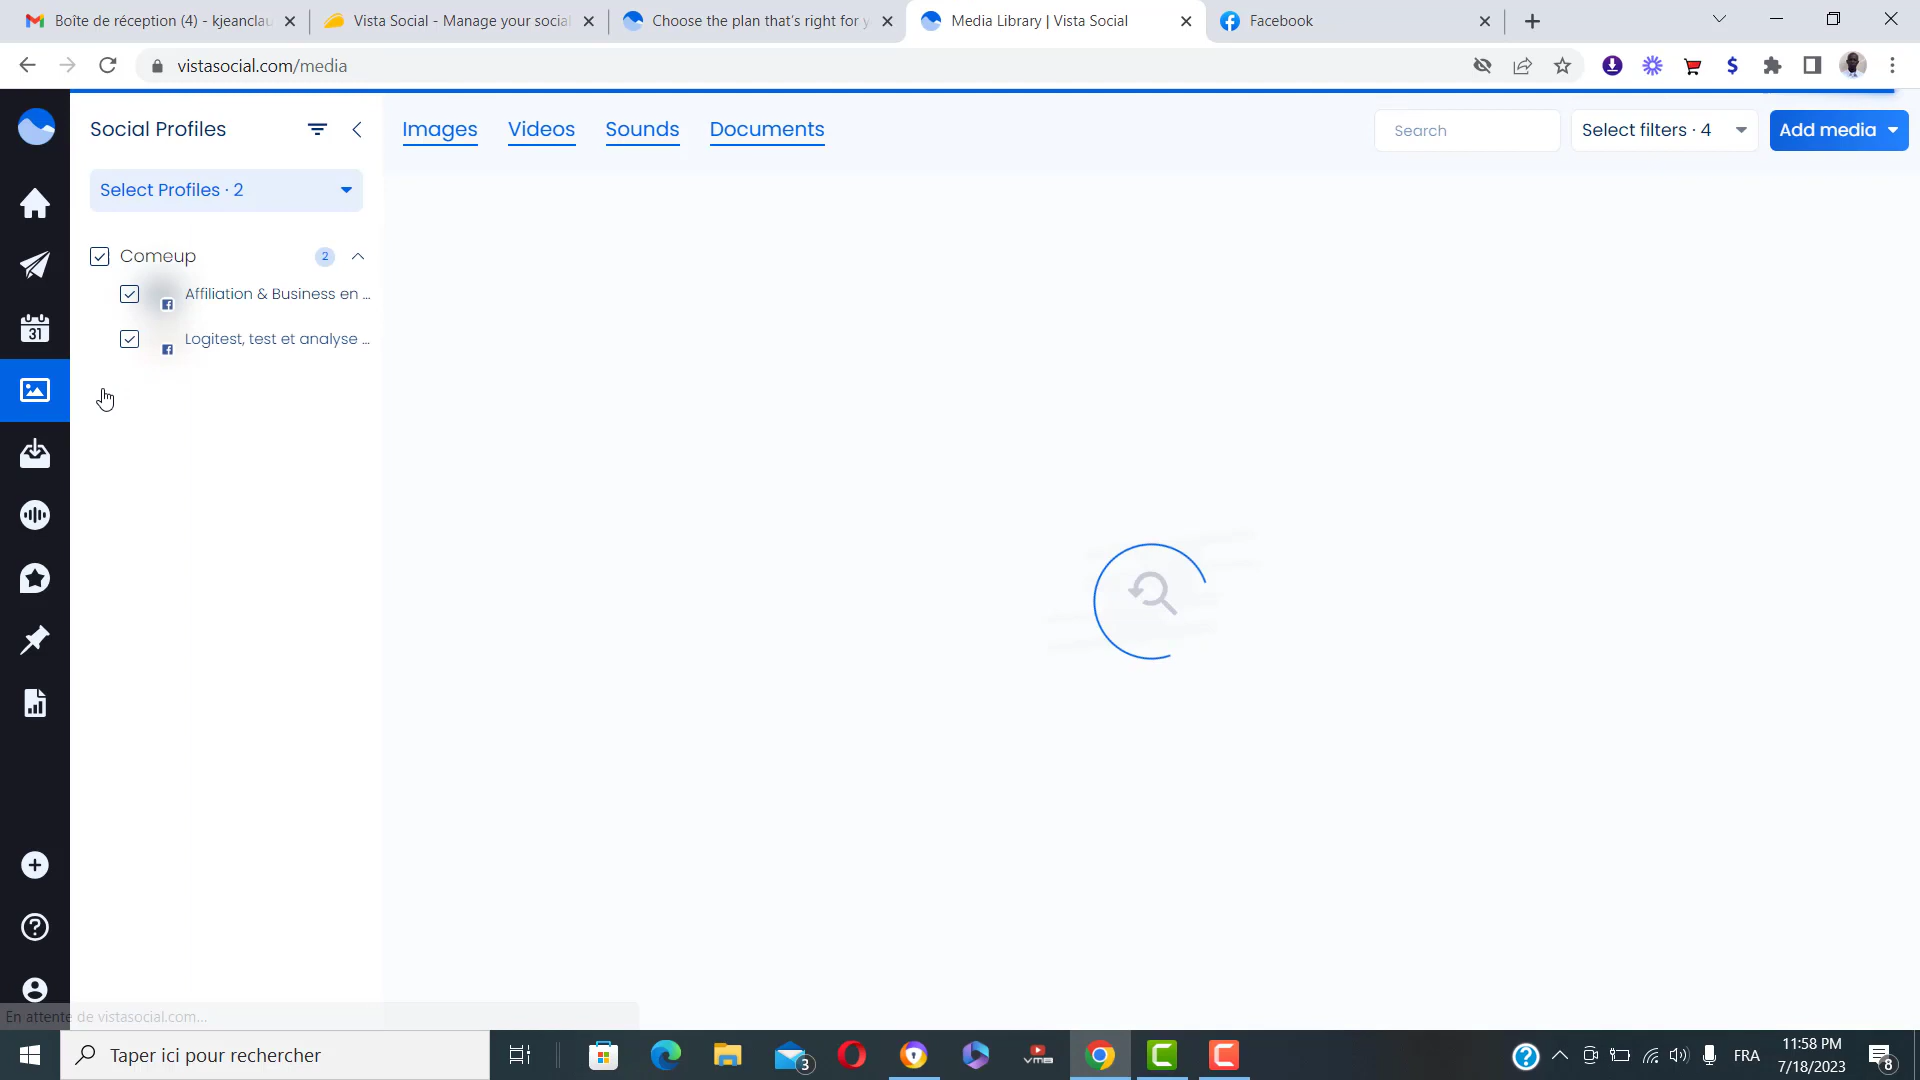 Boîte de réception (4) - kjeanclau
Vista Social - Manage your social
Choose the plan that's right for y
Media Library | Vista Social
Facebook
vistasocial.com/media
Social Profiles
Images Videos Sounds Documents
Search
Select filters · 4
Add media
Select Profiles · 2
Comeup 2
Affiliation & Business en ...
Logitest, test et analyse ...
31
En attente de vistasocial.com...
Taper ici pour rechercher
3
VMB
FRA
11:58 PM
7/18/2023
8